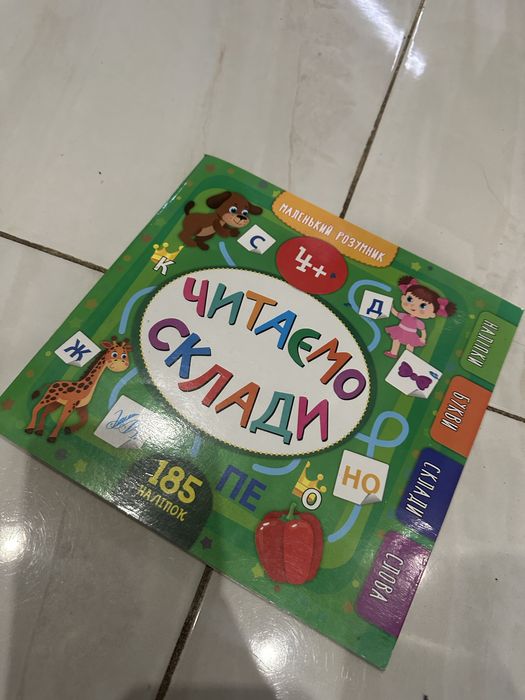 МАЛЕНЬКИЙ РОЗУМНИК
4+
С
К
Д
Ж
ЧИТАЄМО
СКЛАДИ
НАЛІПКИ
БУКВИ
СКЛАДИ
СЛОВА
185
НАЛІПОК
ПЕ
О
НО